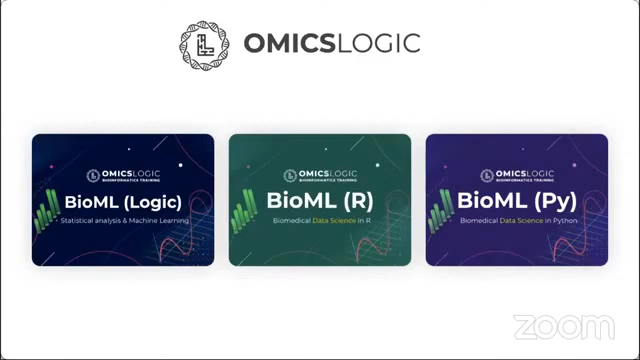 L OMICSLOGIC
OMICSLOGIC
BIOINFORMATICS TRAINING
BioML (Logic)
Statistical analysis & Machine Learning
OMICSLOGIC
BIOINFORMATICS TRAINING
BioML (R)
Biomedical Data Science in R
OMICSLOGIC
BIOINFORMATICS TRAINING
BioML (Py)
Biomedical Data Science in Python
zoom